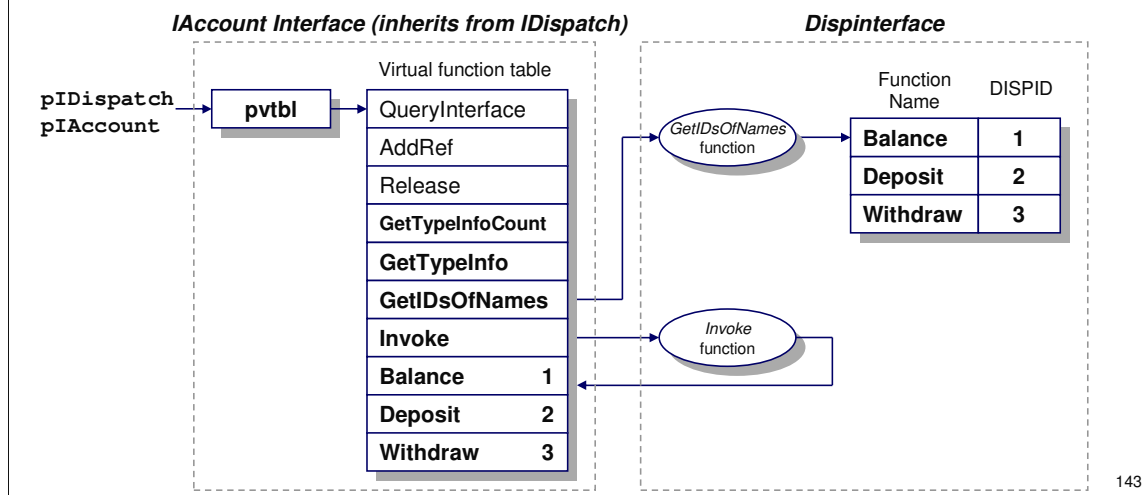 IAccount Interface (inherits from IDispatch)
Dispinterface
Virtual function table
pIDispatch
pIAccount
pvtbl
QueryInterface
AddRef
Release
GetTypeInfoCount
GetTypeInfo
GetIDsOfNames
Invoke
Balance 1
Deposit 2
Withdraw 3
GetIDsOfNames
function
Invoke
function
Function
Name
DISPID
Balance 1
Deposit 2
Withdraw 3
143